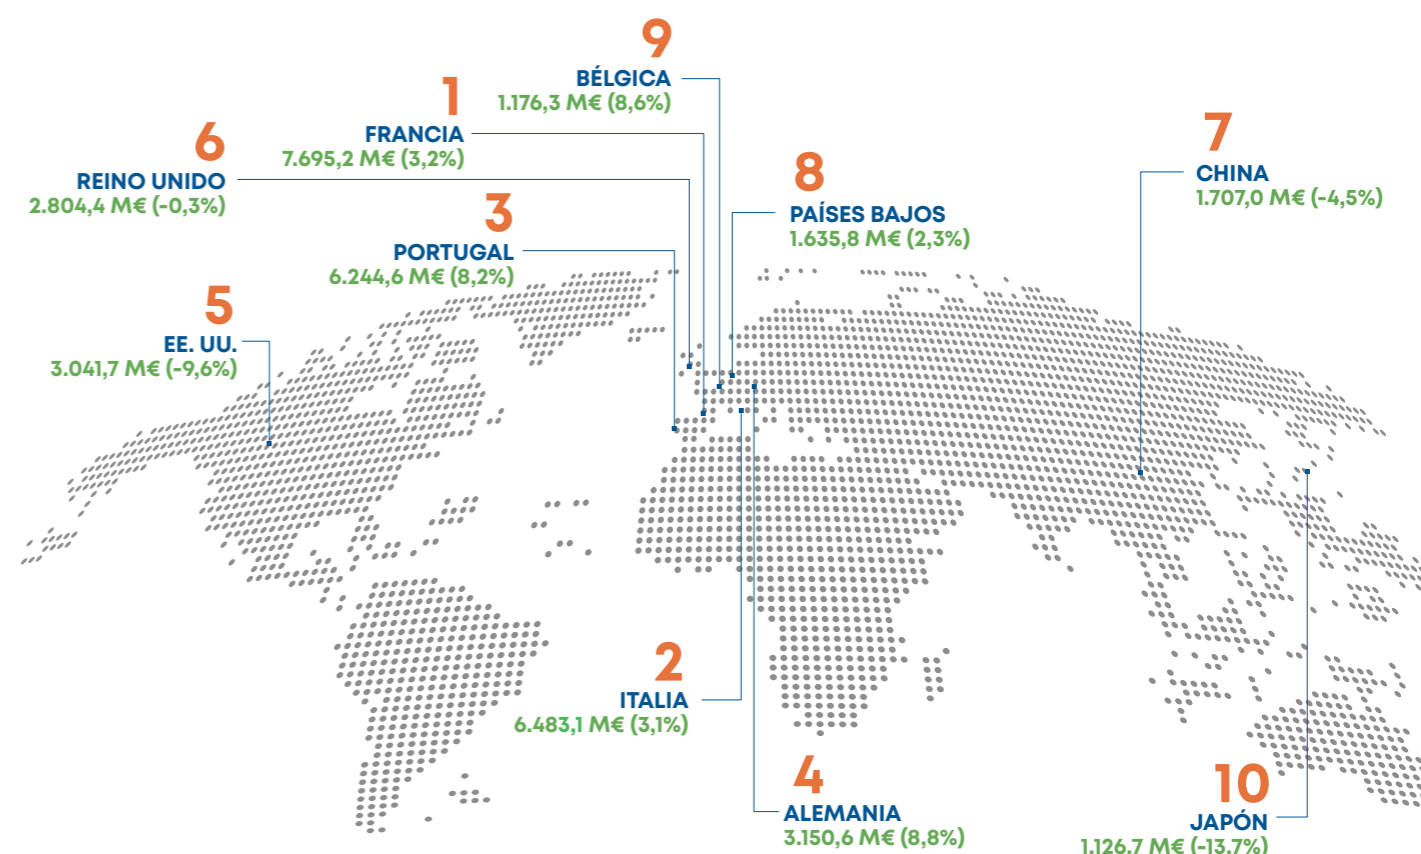 9
BÉLGICA
1.176,3 M€ (8,6%)
1
FRANCIA
7.695,2 M€ (3,2%)
6
REINO UNIDO
2.804,4 M€ (-0,3%)
3
PORTUGAL
6.244,6 M€ (8,2%)
8
PAÍSES BAJOS
1.635,8 M€ (2,3%)
7
CHINA
1.707,0 M€ (-4,5%)
5
EE. UU.
3.041,7 M€ (-9,6%)
2
ITALIA
6.483,1 M€ (3,1%)
4
ALEMANIA
3.150,6 M€ (8,8%)
10
JAPÓN
1.126,7 M€ (-13,7%)